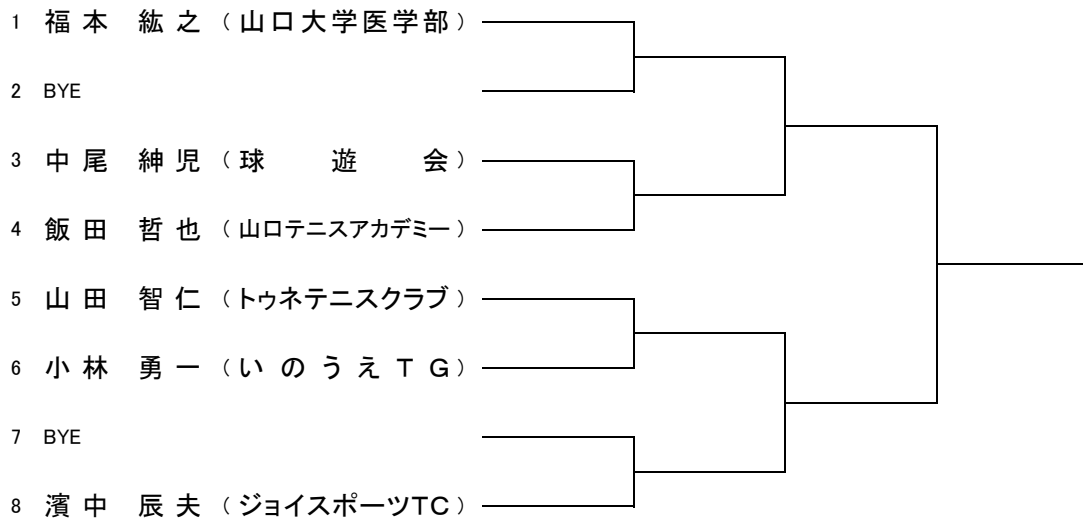 1 福本 紘之 (山口大学医学部)
2 BYE
3 中尾 紳児 (球遊会)
4 飯田 哲也 (山口テニスアカデミー)
5 山田 智仁 (トゥネテニスクラブ)
6 小林 勇一 (いのうえTG)
7 BYE
8 濱中 辰夫 (ジョイスポーツTC)